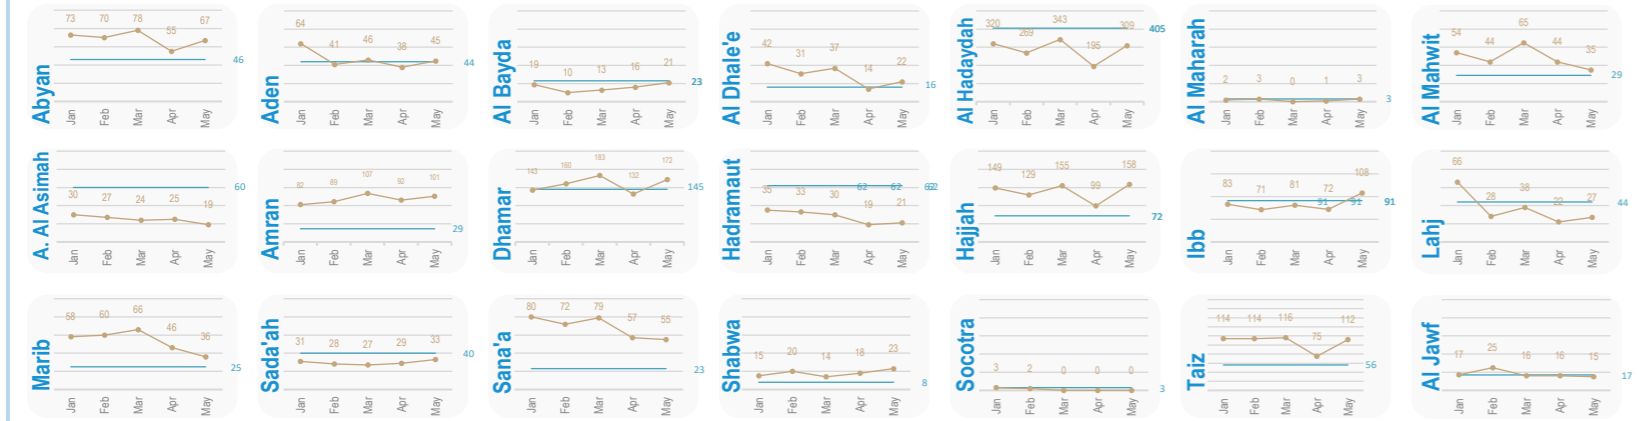 Abyan
73 70 78 55 67
46
Jan Feb Mar Apr May
Aden
64 41 46 38 45
44
Jan Feb Mar Apr May
Al Bayda
19 10 13 16 21
23
Jan Feb Mar Apr May
Al Dhale'e
42 31 37 14 22
16
Jan Feb Mar Apr May
Al Hadaydah
320 269 343 195 309
405
Jan Feb Mar Apr May
Al Maharah
2 3 0 1 3
3
Jan Feb Mar Apr May
Al Mahwit
54 44 65 44 35
29
Jan Feb Mar Apr May
A. Al Asimah
30 27 24 25 19
60
Jan Feb Mar Apr May
Amran
82 89 107 92 101
29
Jan Feb Mar Apr May
Dhamar
143 160 183 132 172
145
Jan Feb Mar Apr May
Hadramaut
35 33 30 19 21
62 62 62
Jan Feb Mar Apr May
Hajjah
149 129 155 99 158
72
Jan Feb Mar Apr May
Ibb
83 71 81 72 108
91 91 91
Jan Feb Mar Apr May
Lahj
66 28 38 22 27
44
Jan Feb Mar Apr May
Marib
58 60 66 46 36
25
Jan Feb Mar Apr May
Sada'ah
31 28 27 29 33
40
Jan Feb Mar Apr May
Sana'a
80 72 79 57 55
23
Jan Feb Mar Apr May
Shabwa
15 20 14 18 23
8
Jan Feb Mar Apr May
Socotra
3 2 0 0 0
3
Jan Feb Mar Apr May
Taiz
114 114 116 75 112
56
Jan Feb Mar Apr May
Al Jawf
17 25 16 16 15
17
Jan Feb Mar Apr May